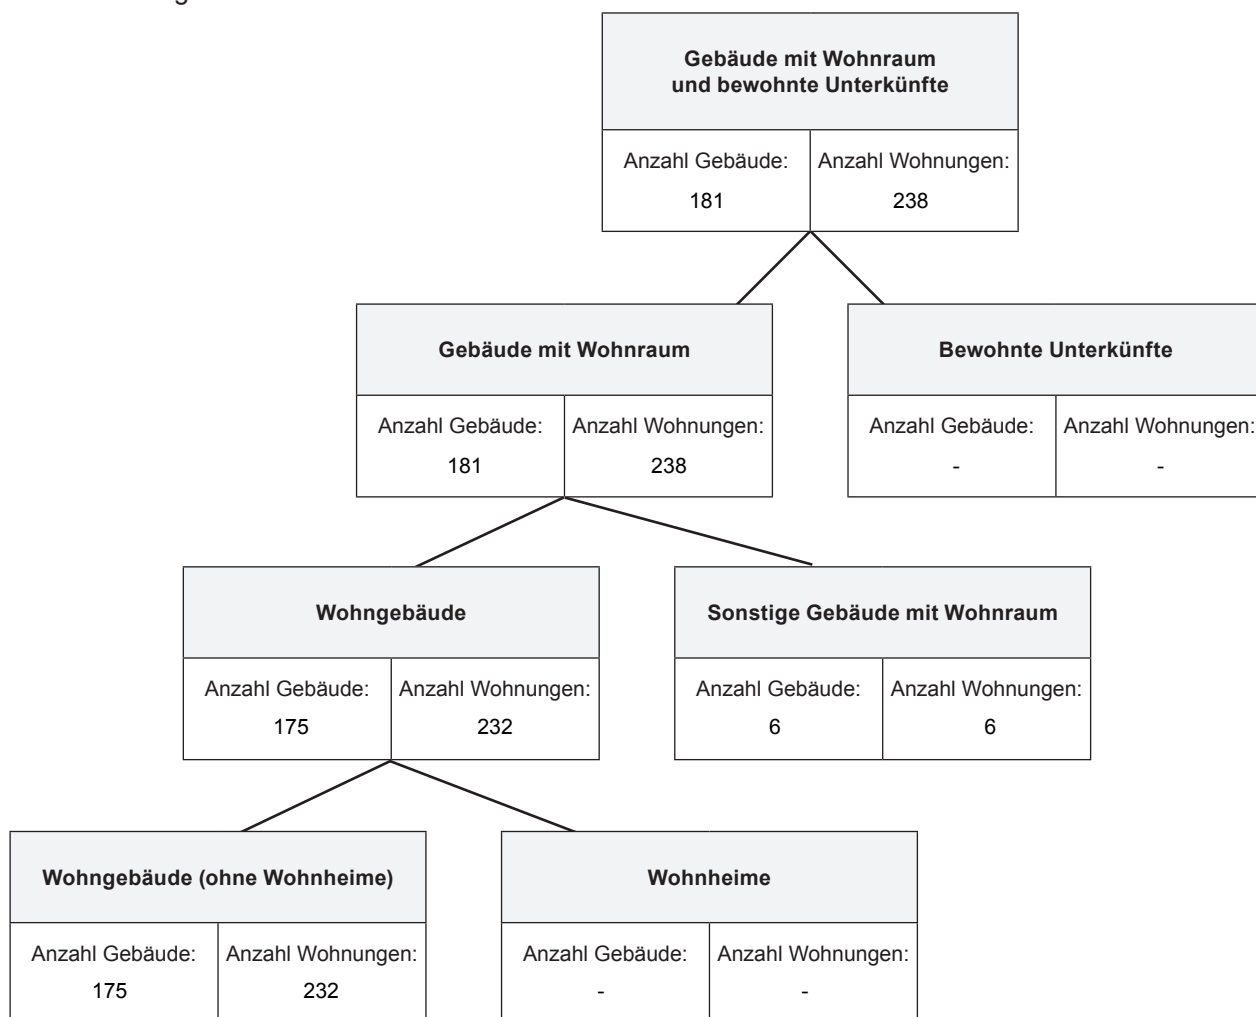 Gebäude mit Wohnraum
und bewohnte Unterkünfte
Anzahl Gebäude: Anzahl Wohnungen:
181 238
Gebäude mit Wohnraum
Anzahl Gebäude: Anzahl Wohnungen:
181 238
Bewohnte Unterkünfte
Anzahl Gebäude: Anzahl Wohnungen:
- -
Wohngebäude
Anzahl Gebäude: Anzahl Wohnungen:
175 232
Sonstige Gebäude mit Wohnraum
Anzahl Gebäude: Anzahl Wohnungen:
6 6
Wohngebäude (ohne Wohnheime)
Anzahl Gebäude: Anzahl Wohnungen:
175 232
Wohnheime
Anzahl Gebäude: Anzahl Wohnungen:
- -